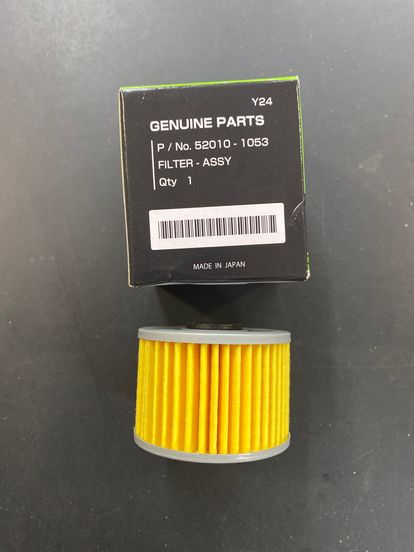 Y24
GENUINE PARTS
P / No. 52010 - 1053
FILTER - ASSY
Qty 1
MADE IN JAPAN